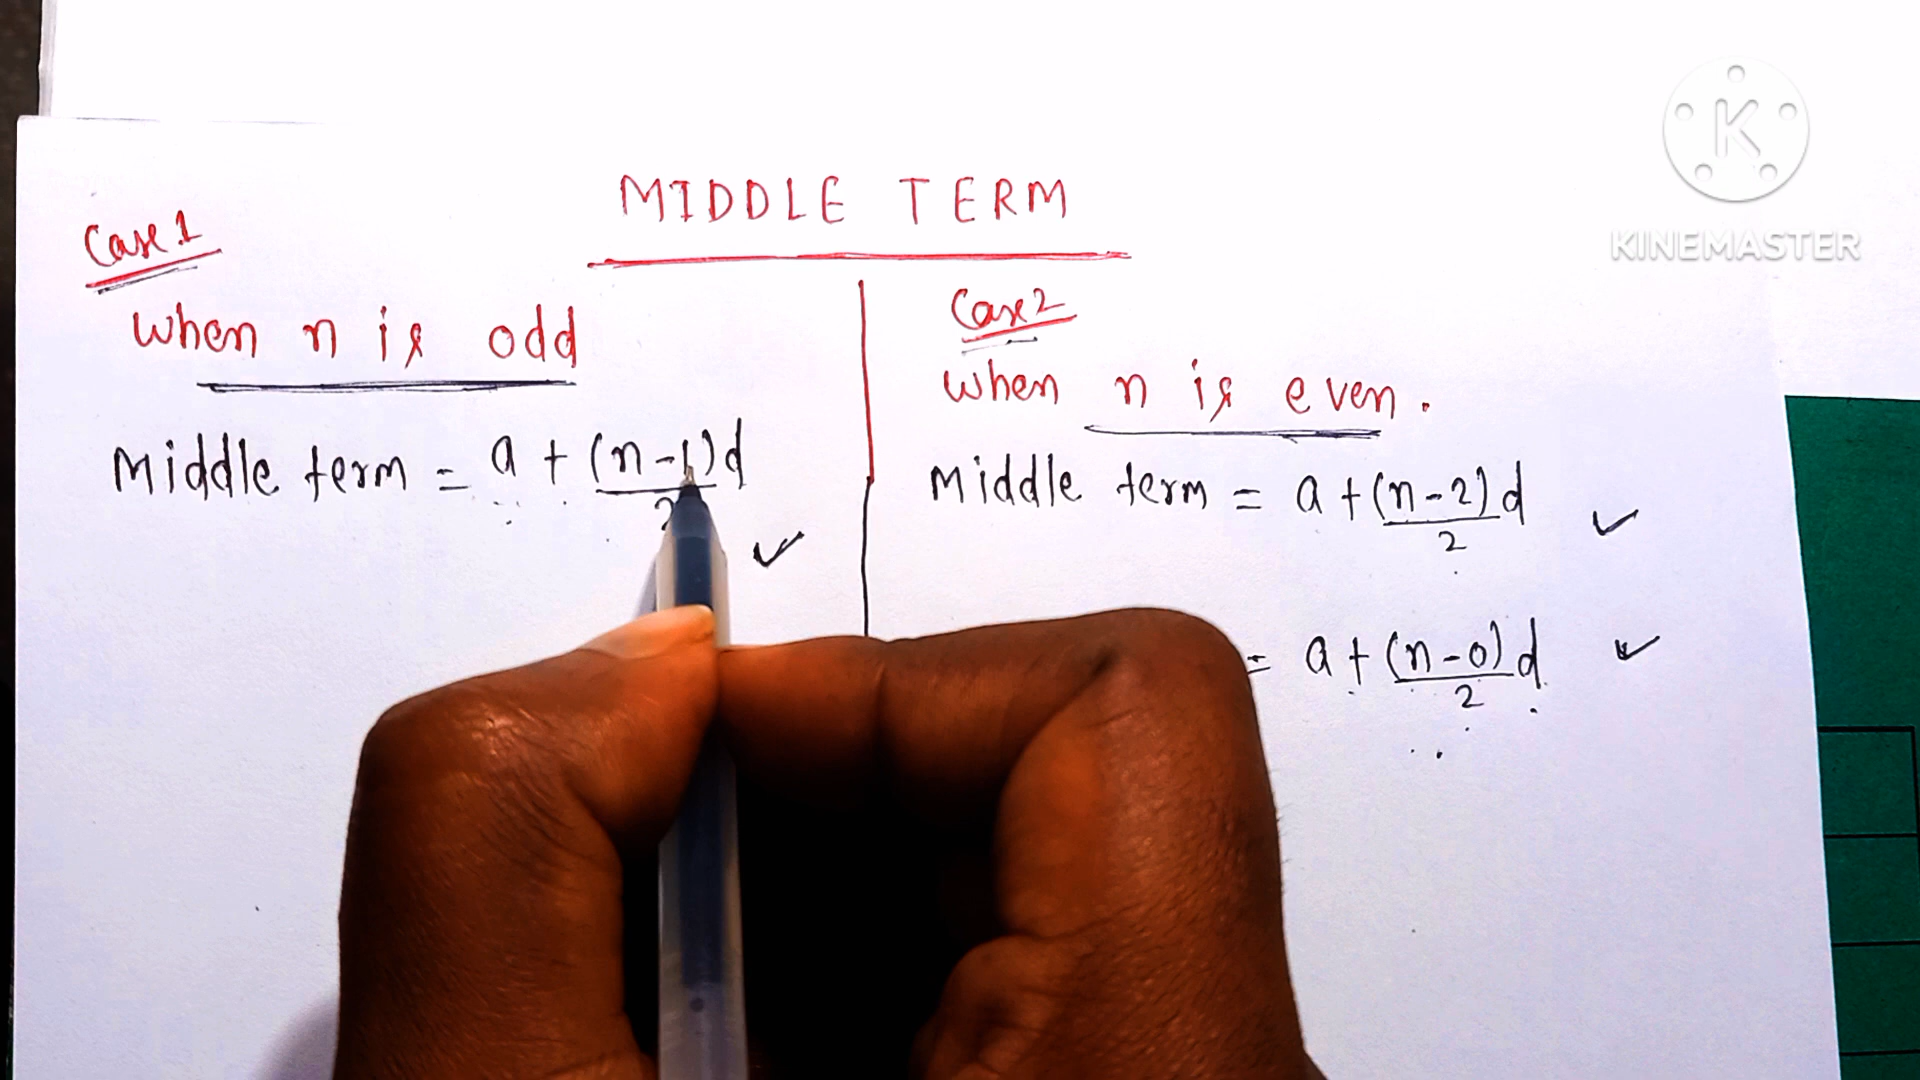 MIDDLE TERM
Case 1
When n is odd
Middle term = a + (n-1)d
2
Case 2
When n is even.
Middle term = a + (n-2)d
2
= a + (n-0)d
2
K
KINEMASTER